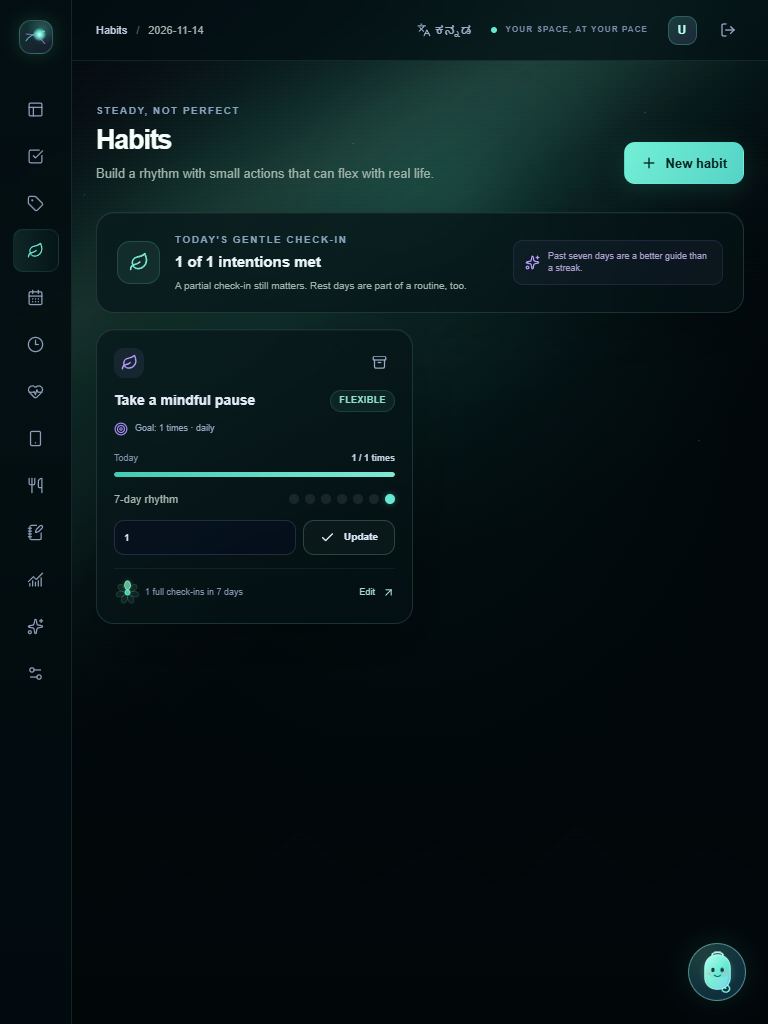 Habits / 2026-11-14
ಕನ್ನಡ
YOUR SPACE, AT YOUR PACE
U
STEADY, NOT PERFECT
Habits
Build a rhythm with small actions that can flex with real life.
New habit
TODAY'S GENTLE CHECK-IN
1 of 1 intentions met
A partial check-in still matters. Rest days are part of a routine, too.
Past seven days are a better guide than
a streak.
Take a mindful pause
FLEXIBLE
Goal: 1 times · daily
Today
1 / 1 times
7-day rhythm
1
Update
1 full check-ins in 7 days
Edit